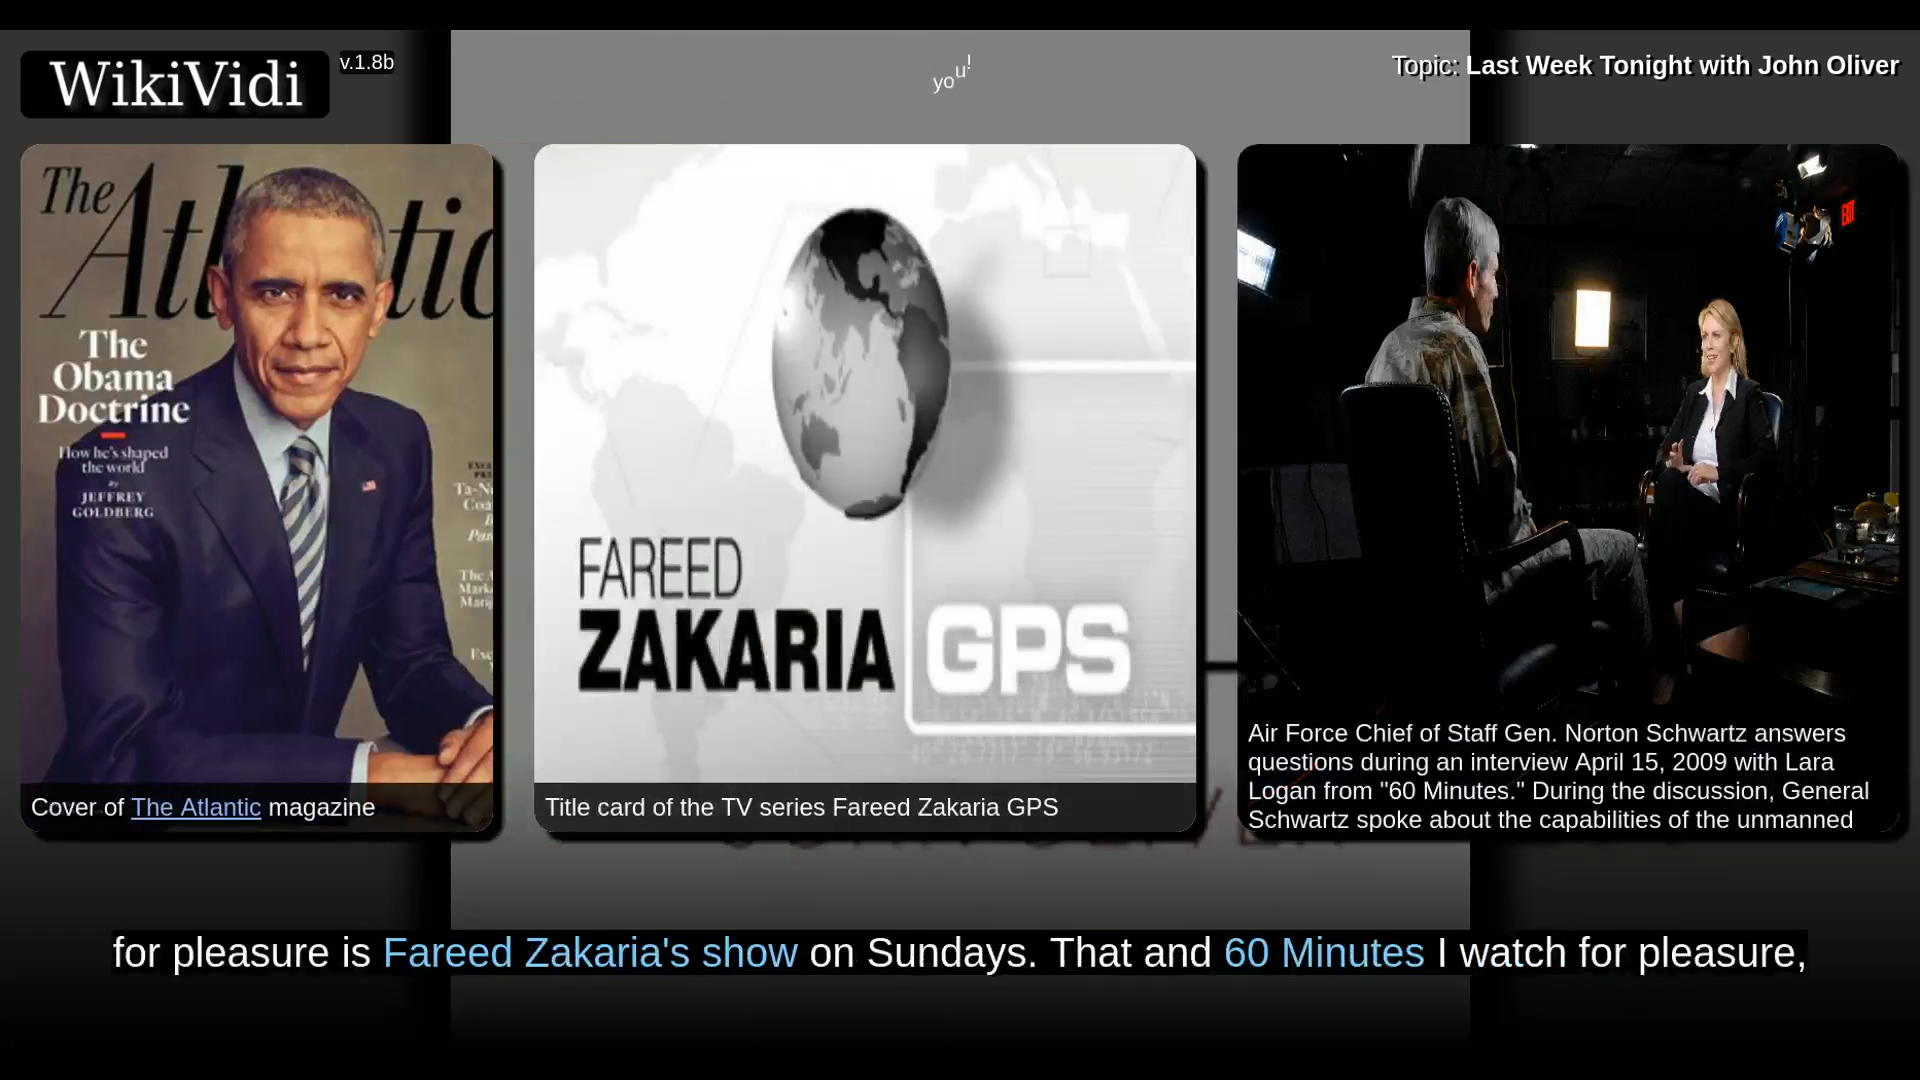 WikiVidi
v.1.8b
you!
Topic: Last Week Tonight with John Oliver
The
Atlantic
The
Obama
Doctrine
How he's shaped
the world
By
JEFFREY
GOLDBERG
Cover of The Atlantic magazine
FAREED
ZAKARIA GPS
Title card of the TV series Fareed Zakaria GPS
EXIT
Air Force Chief of Staff Gen. Norton Schwartz answers
questions during an interview April 15, 2009 with Lara
Logan from "60 Minutes." During the discussion, General
Schwartz spoke about the capabilities of the unmanned
for pleasure is Fareed Zakaria's show on Sundays. That and 60 Minutes I watch for pleasure,